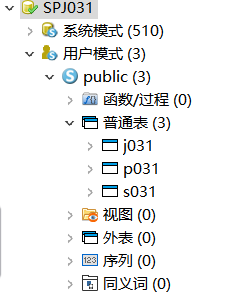 SPJ031
系统模式 (510)
用户模式 (3)
public (3)
函数/过程 (0)
普通表 (3)
j031
p031
s031
视图 (0)
外表 (0)
序列 (0)
同义词 (0)